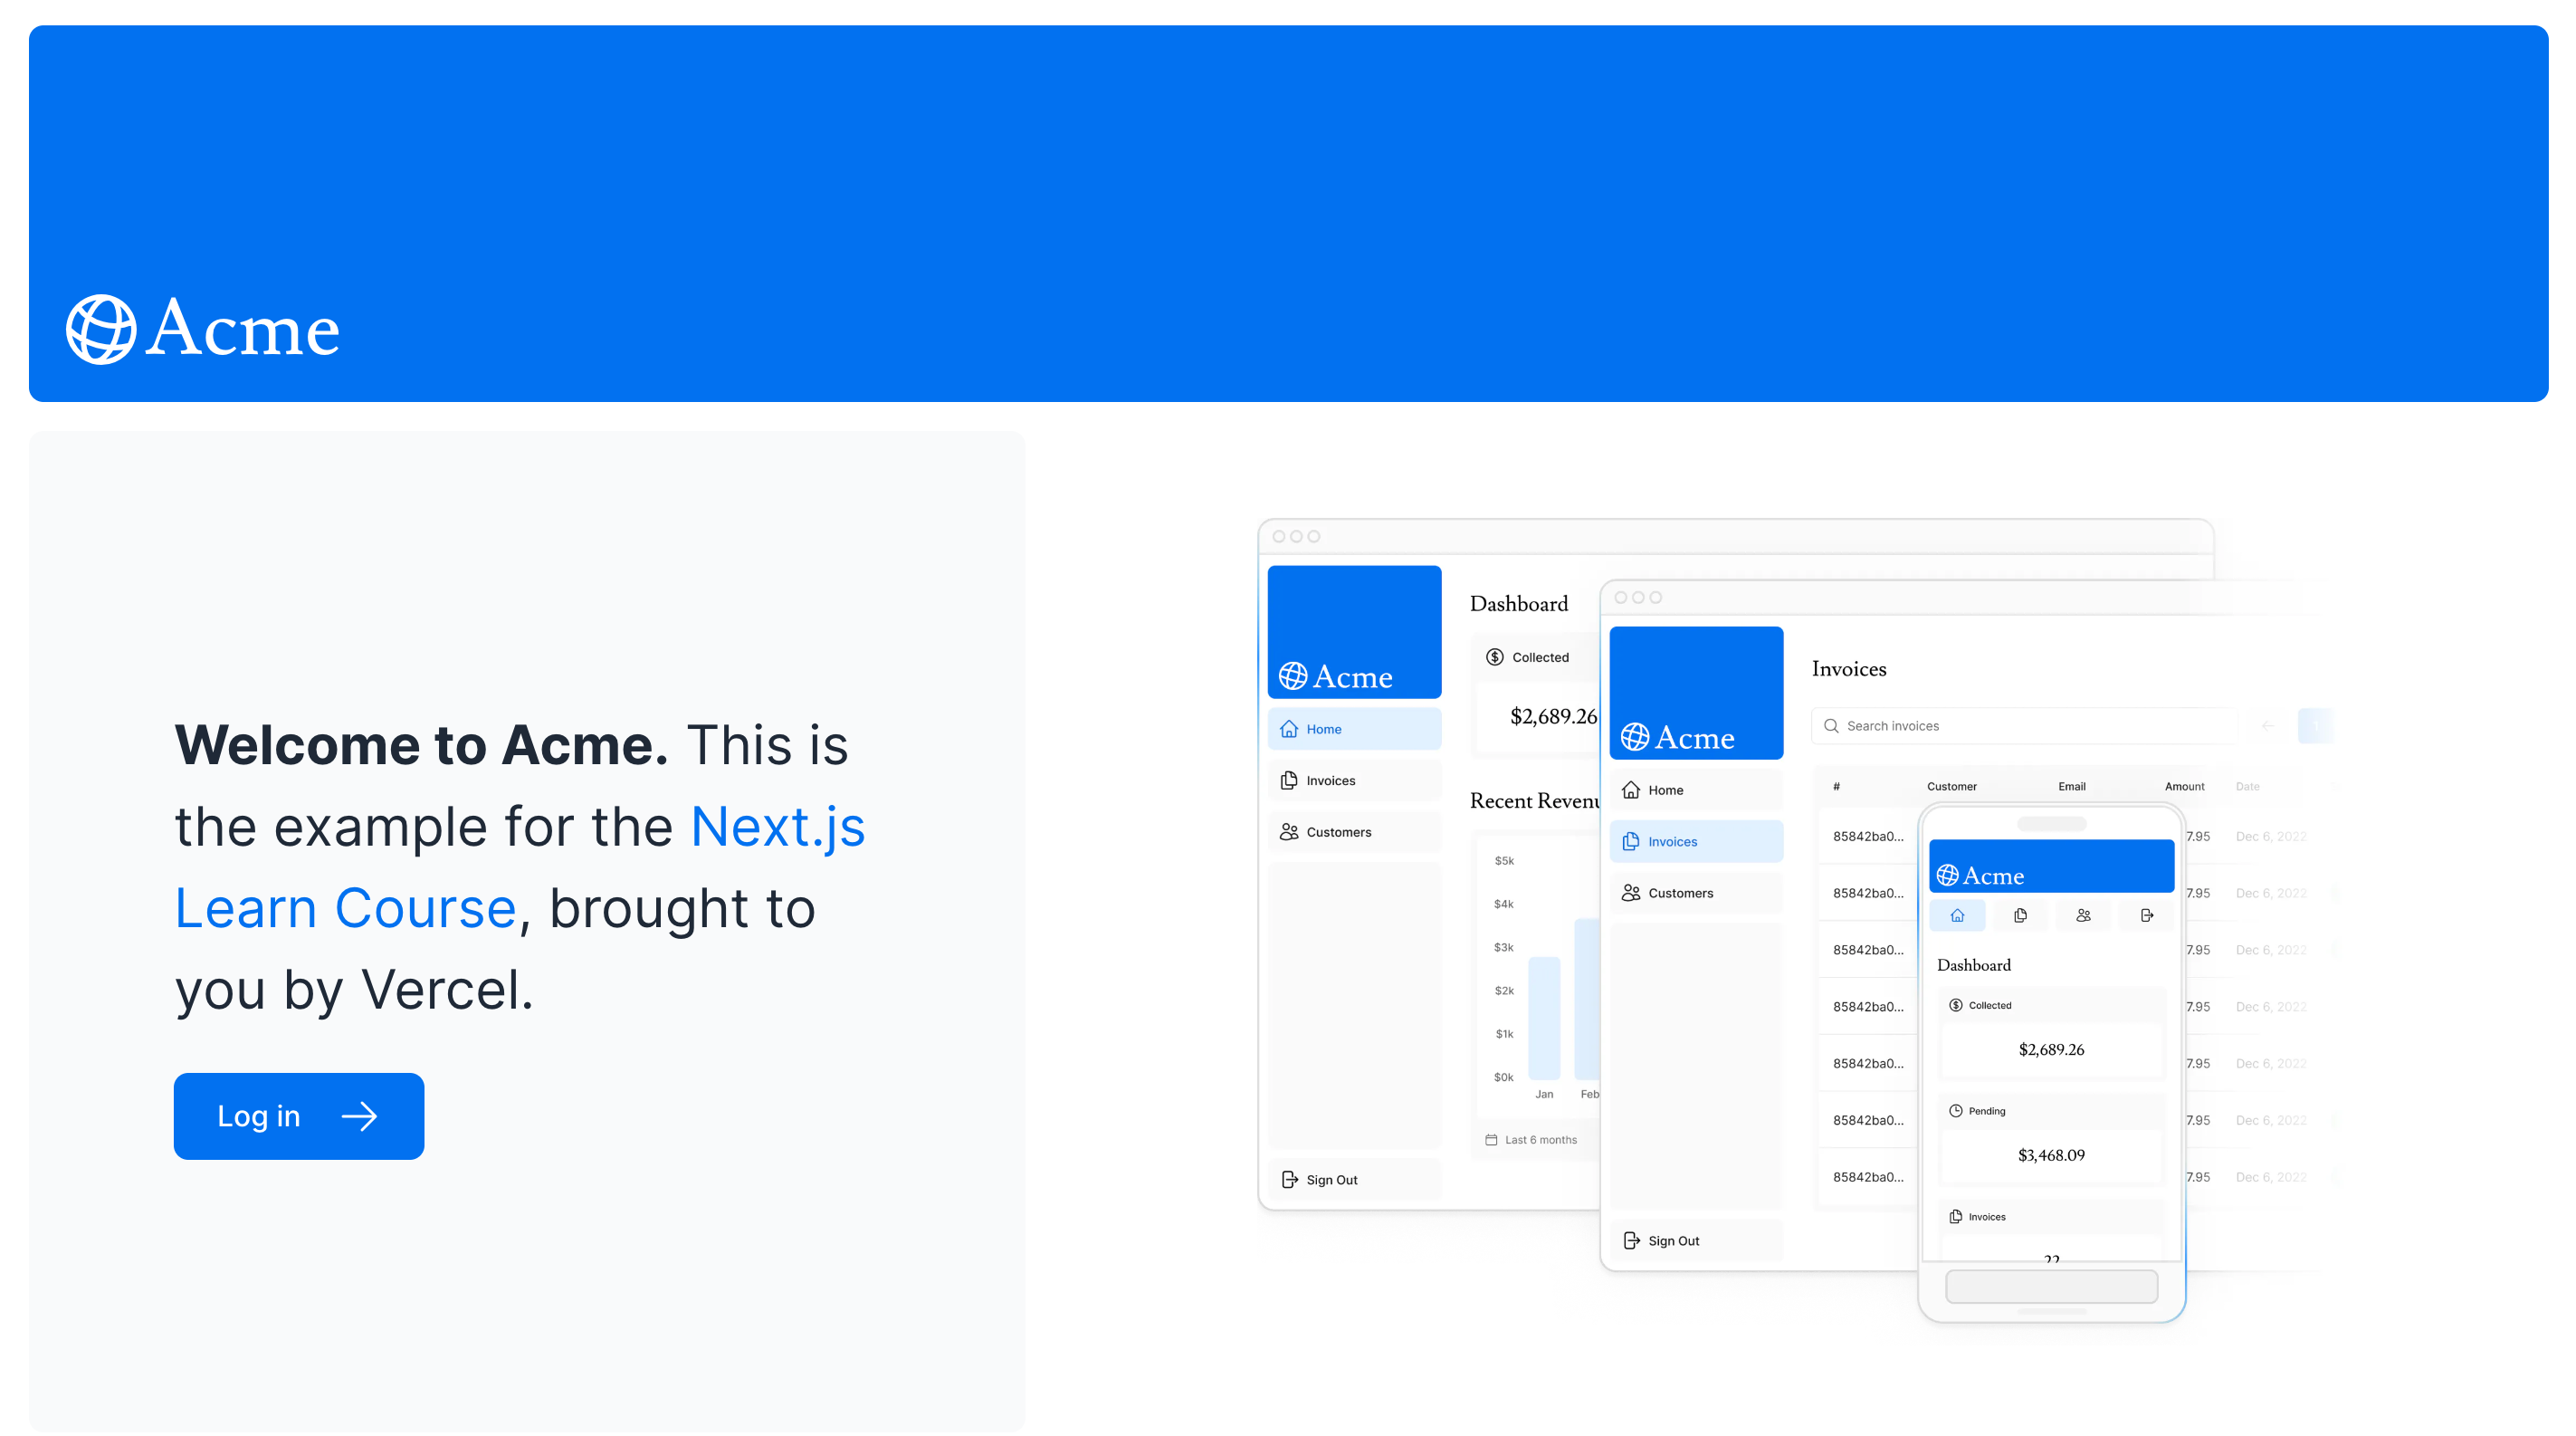 Acme
Welcome to Acme. This is
the example for the Next.js
Learn Course, brought to
you by Vercel.
Log in
Acme
Home
Invoices
Customers
Sign Out
Dashboard
Collected
$2,689.26
Recent
$5k
$4k
$3k
$2k
$1k
$0k
Jan
Feb
Last 6 months
Acme
Home
Invoices
Customers
Sign Out
Invoices
Search invoices
# Customer Email Amount Date
85842ba0... 7.95 Dec 6, 2022
85842ba0... 7.95 Dec 6, 2022
85842ba0... 7.95 Dec 6, 2022
85842ba0... 7.95 Dec 6, 2022
85842ba0... 7.95 Dec 6, 2022
85842ba0... 7.95 Dec 6, 2022
85842ba0... 7.95 Dec 6, 2022
Acme
Dashboard
Collected
$2,689.26
Pending
$3,468.09
Invoices
22